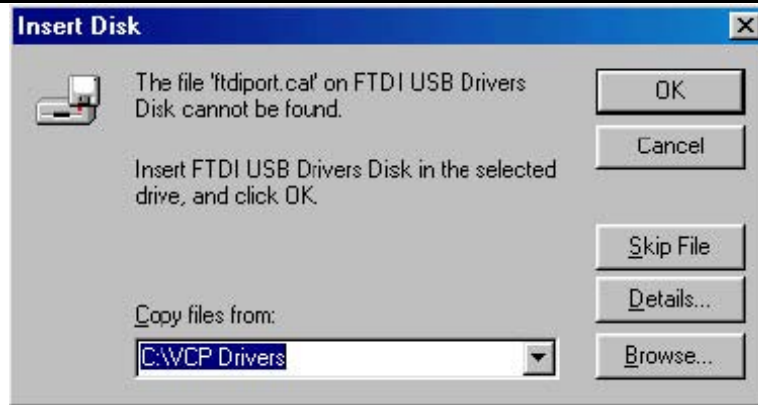 Insert Disk
The file 'ftdiport.cat' on FTDI USB Drivers
Disk cannot be found.
Insert FTDI USB Drivers Disk in the selected
drive, and click OK.
Copy files from:
C:\VCP Drivers
OK
Cancel
Skip File
Details...
Browse...